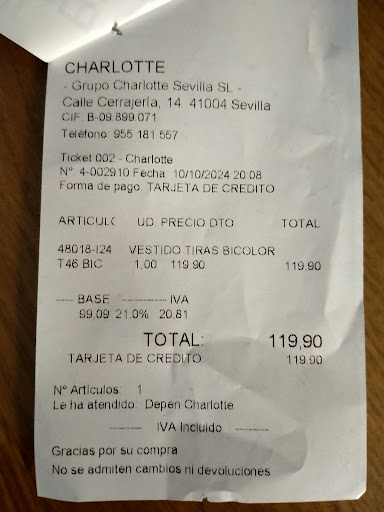 CHARLOTTE
- Grupo Charlotte Sevilla SL -
Calle Cerrajería, 14. 41004 Sevilla
CIF. B-09.899.071
Teléfono: 955 181 557
Ticket 002 - Charlotte
Nº: 4-002910 Fecha 10/10/2024 20:08
Forma de pago: TARJETA DE CREDITO
ARTICULO UD. PRECIO DTO TOTAL
48018-I24 VESTIDO TIRAS BICOLOR
T46 BIC 1,00 119.90 119,90
---- BASE -------- IVA
99,09 21.0% 20,81
TOTAL: 119,90
TARJETA DE CREDITO: 119,90
Nº Artículos: 1
Le ha atendido: Depen Charlotte
-------- IVA Incluido --------
Gracias por su compra
No se admiten cambios ni devoluciones